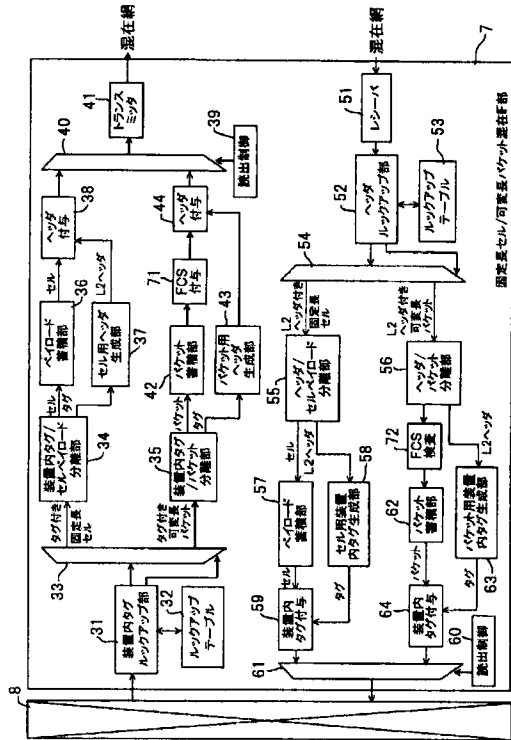 8
31
装置内タグ
ルックアップ部
32
ルックアップ
テーブル
33
タグ付き
固定長
セル
タグ付き
可変長
パケット
34
装置内タグ/
セルペイロード
分離部
セル
タグ
35
装置内タグ
/パケット
分離部
パケット
タグ
36
ペイロード
蓄積部
セル
37
セル用ヘッダ
生成部
L2ヘッダ
42
パケット
蓄積部
43
パケット用
ヘッダ
生成部
71
FCS
付与
38
ヘッダ
付与
44
ヘッダ
付与
39
読出制御
40
41
トランス
ミッタ
混在網
混在網
7
51
レシーバ
52
ヘッダ
ルックアップ部
53
ルックアップ
テーブル
54
L2
ヘッダ付き
固定長
セル
L2
ヘッダ付き
可変長
パケット
55
ヘッダ/
セルペイロード
分離部
セル
L2ヘッダ
56
ヘッダ/
パケット
分離部
L2ヘッダ
57
ペイロード
蓄積部
セル
58
セル用装置
内タグ生成部
タグ
72
FCS
検査
62
パケット
蓄積部
パケット
パケット用装置
内タグ生成部
63
タグ
59
装置内
タグ付与
64
装置内
タグ付与
60
読出制御
61
固定長セル/可変長パケット混在IF部